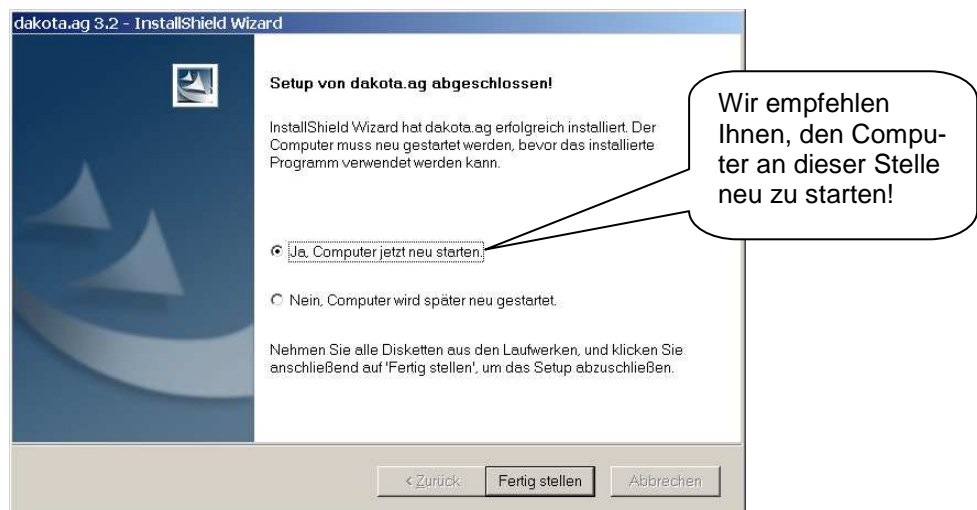 dakota.ag 3.2 - InstallShield Wizard
Setup von dakota.ag abgeschlossen!
InstallShield Wizard hat dakota.ag erfolgreich installiert. Der
Computer muss neu gestartet werden, bevor das installierte
Programm verwendet werden kann.
Ja, Computer jetzt neu starten.
Nein, Computer wird später neu gestartet.
Nehmen Sie alle Disketten aus den Laufwerken, und klicken Sie
anschließend auf 'Fertig stellen', um das Setup abzuschließen.
< Zurück
Fertig stellen
Abbrechen
Wir empfehlen
Ihnen, den Compu-
ter an dieser Stelle
neu zu starten!